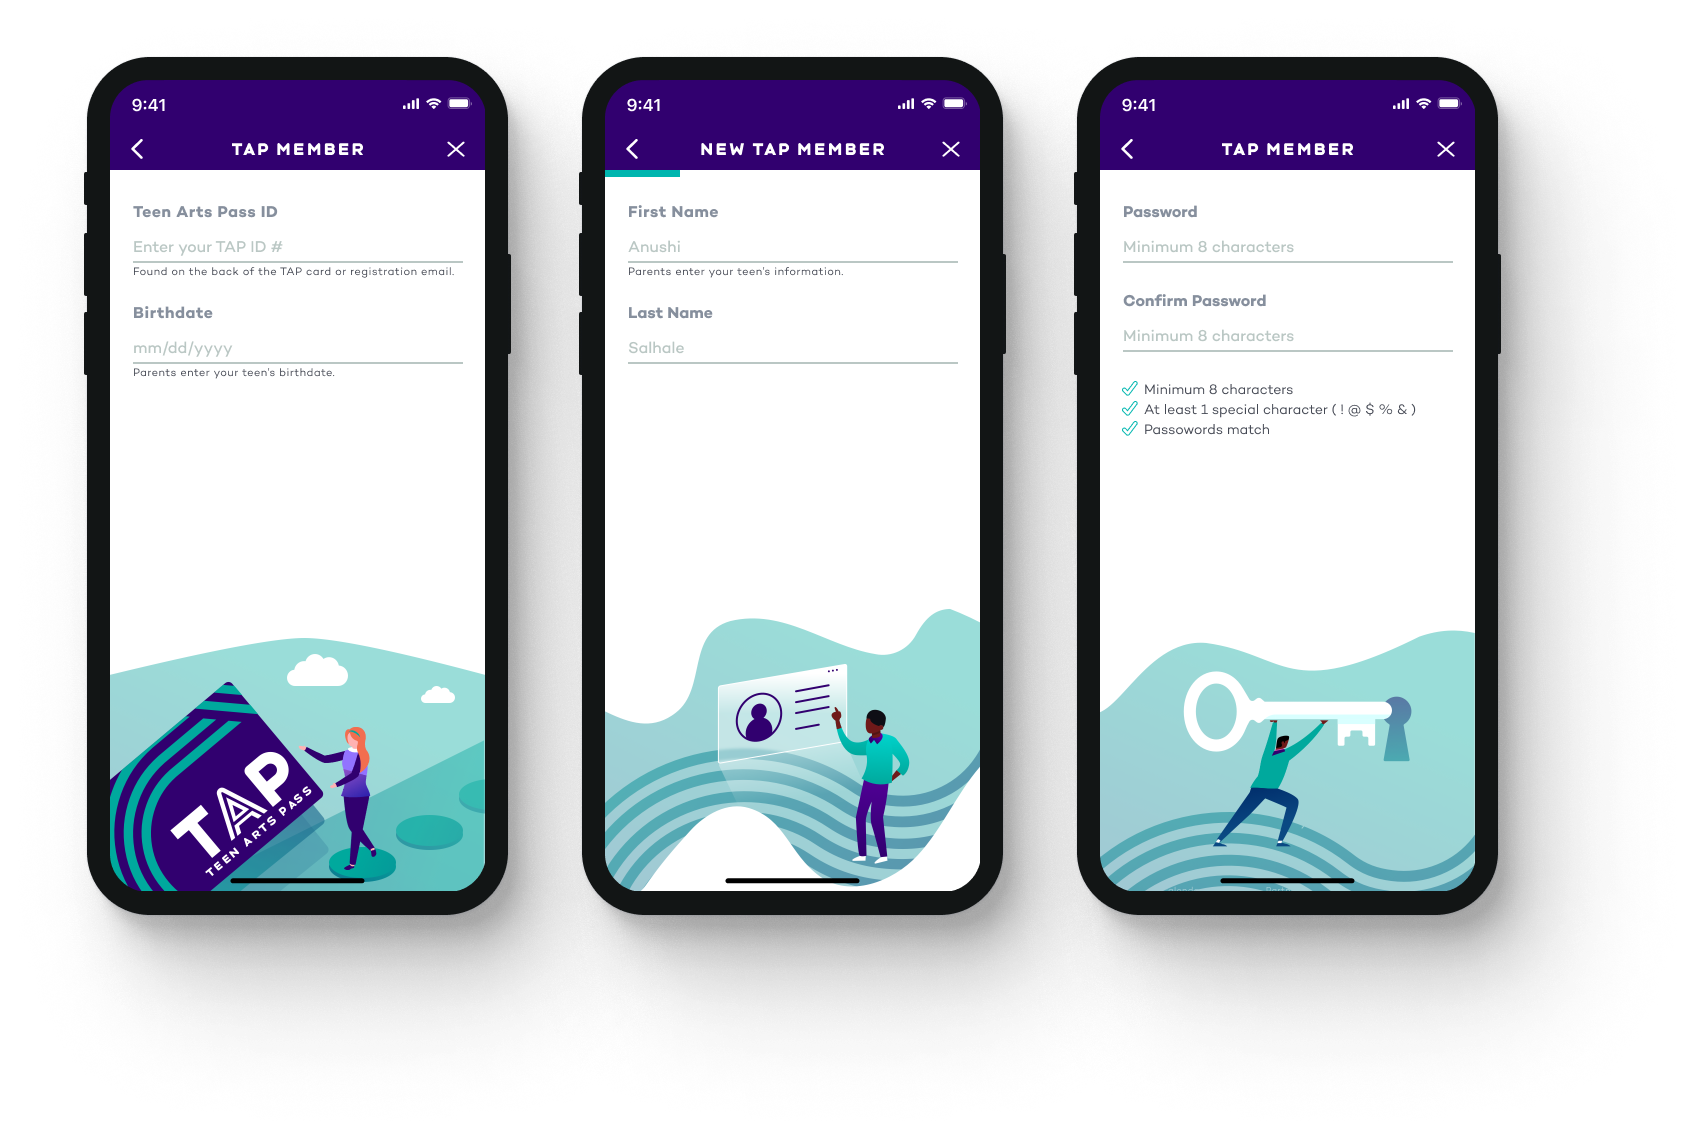 9:41
TAP MEMBER
Teen Arts Pass ID
Enter your TAP ID #
Found on the back of the TAP card or registration email.
Birthdate
mm/dd/yyyy
Parents enter your teen's birthdate.
TAP
TEEN ARTS PASS
9:41
NEW TAP MEMBER
First Name
Anushi
Parents enter your teen's information.
Last Name
Salhale
9:41
TAP MEMBER
Password
Minimum 8 characters
Confirm Password
Minimum 8 characters
Minimum 8 characters
At least 1 special character ( ! @ $ % & )
Passowords match